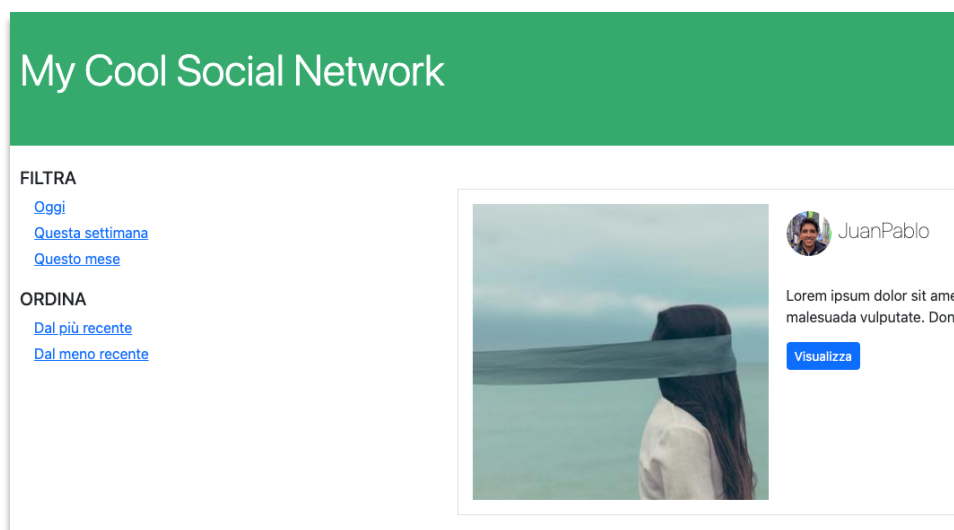 My Cool Social Network
FILTRA
Oggi
Questa settimana
Questo mese
ORDINA
Dal più recente
Dal meno recente
JuanPablo
Lorem ipsum dolor sit ame
malesuada vulputate. Don
Visualizza